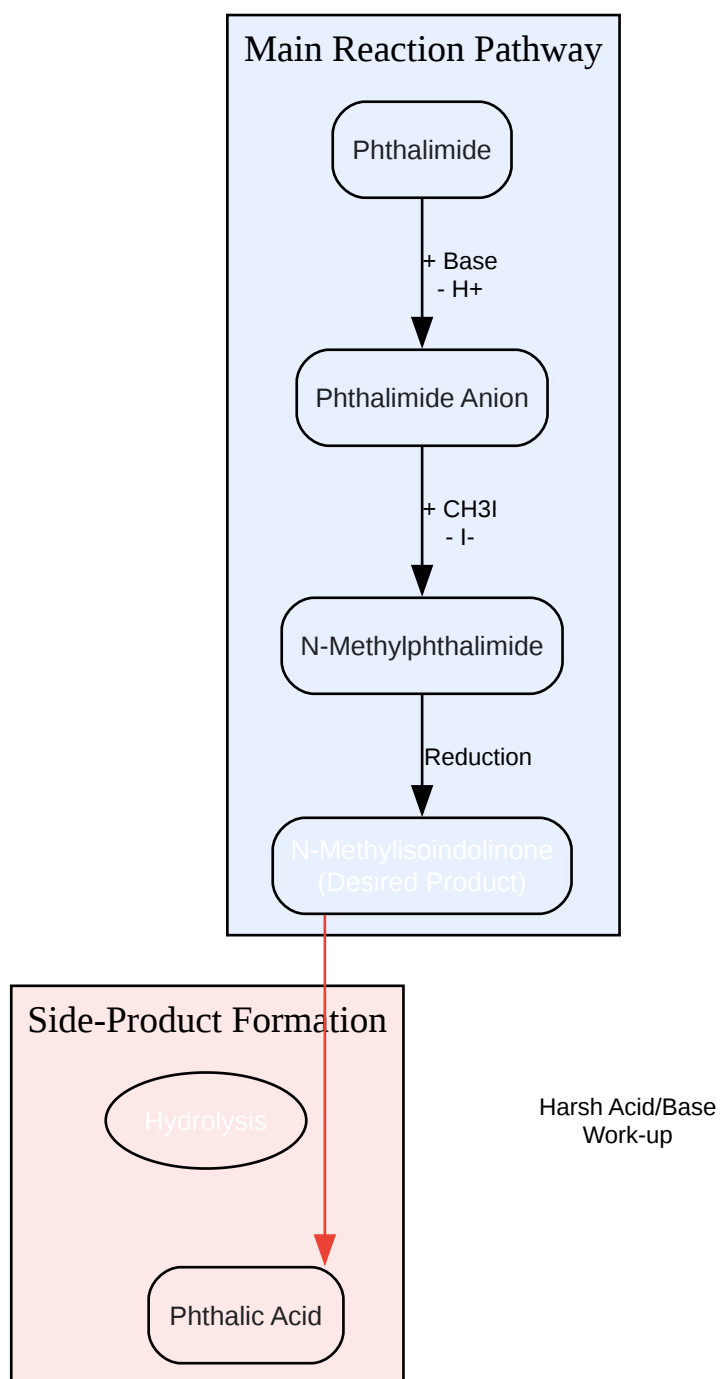 Main Reaction Pathway
Phthalimide
+ Base
- H+
Phthalimide Anion
+ CH3I
- I-
N-Methylphthalimide
Reduction
N-Methylisoindolinone
(Desired Product)
Side-Product Formation
Hydrolysis
Harsh Acid/Base
Work-up
Phthalic Acid